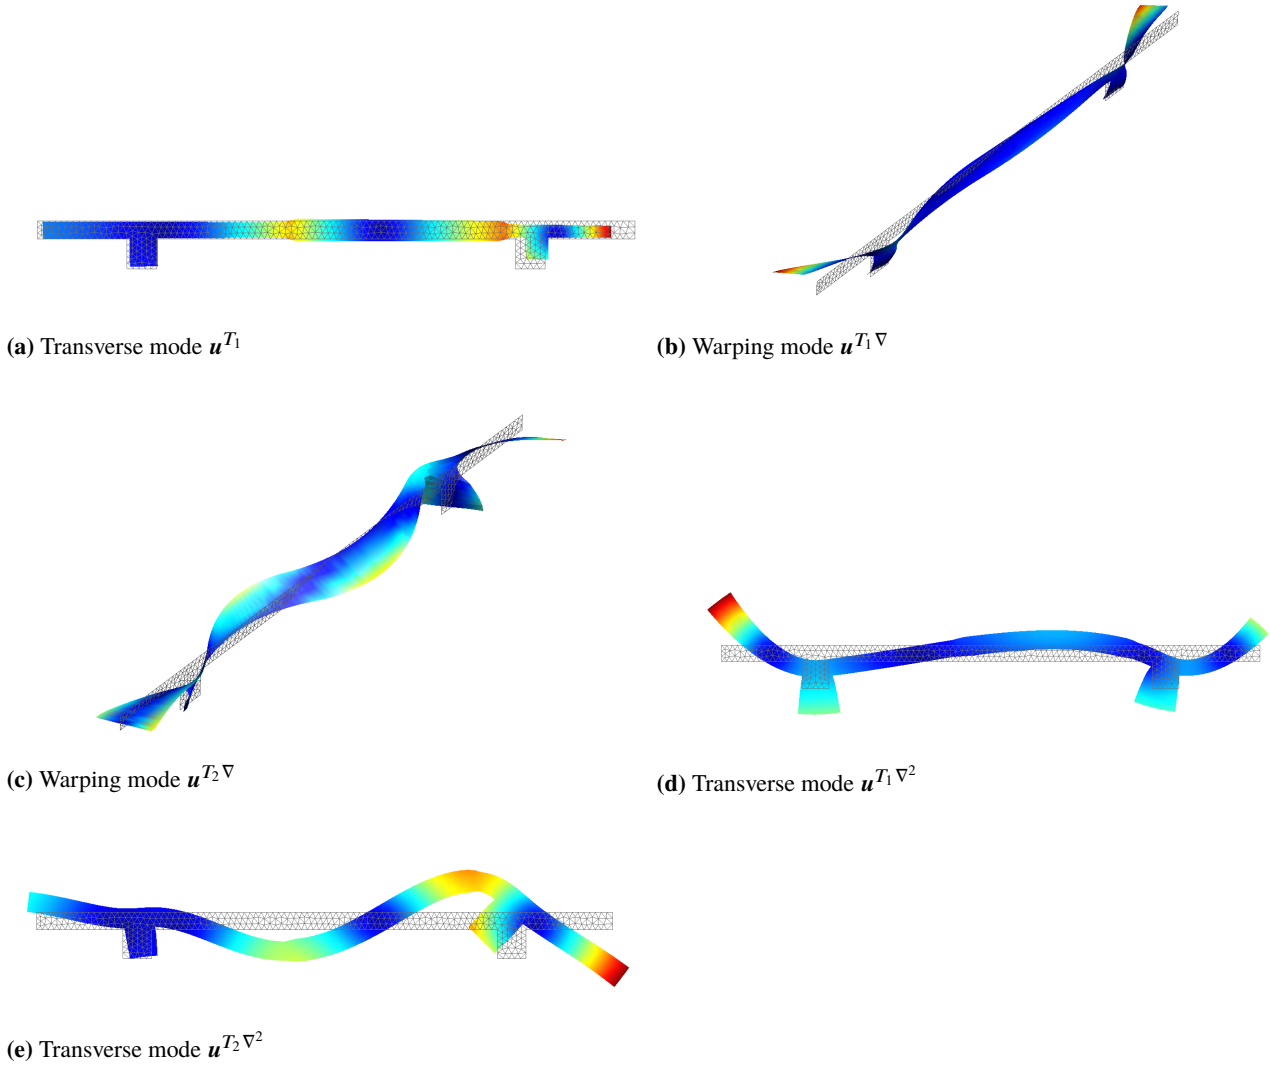 (a) Transverse mode u^{T_1}
(b) Warping mode u^{T_1 ∇}
(c) Warping mode u^{T_2 ∇}
(d) Transverse mode u^{T_1 ∇^2}
(e) Transverse mode u^{T_2 ∇^2}